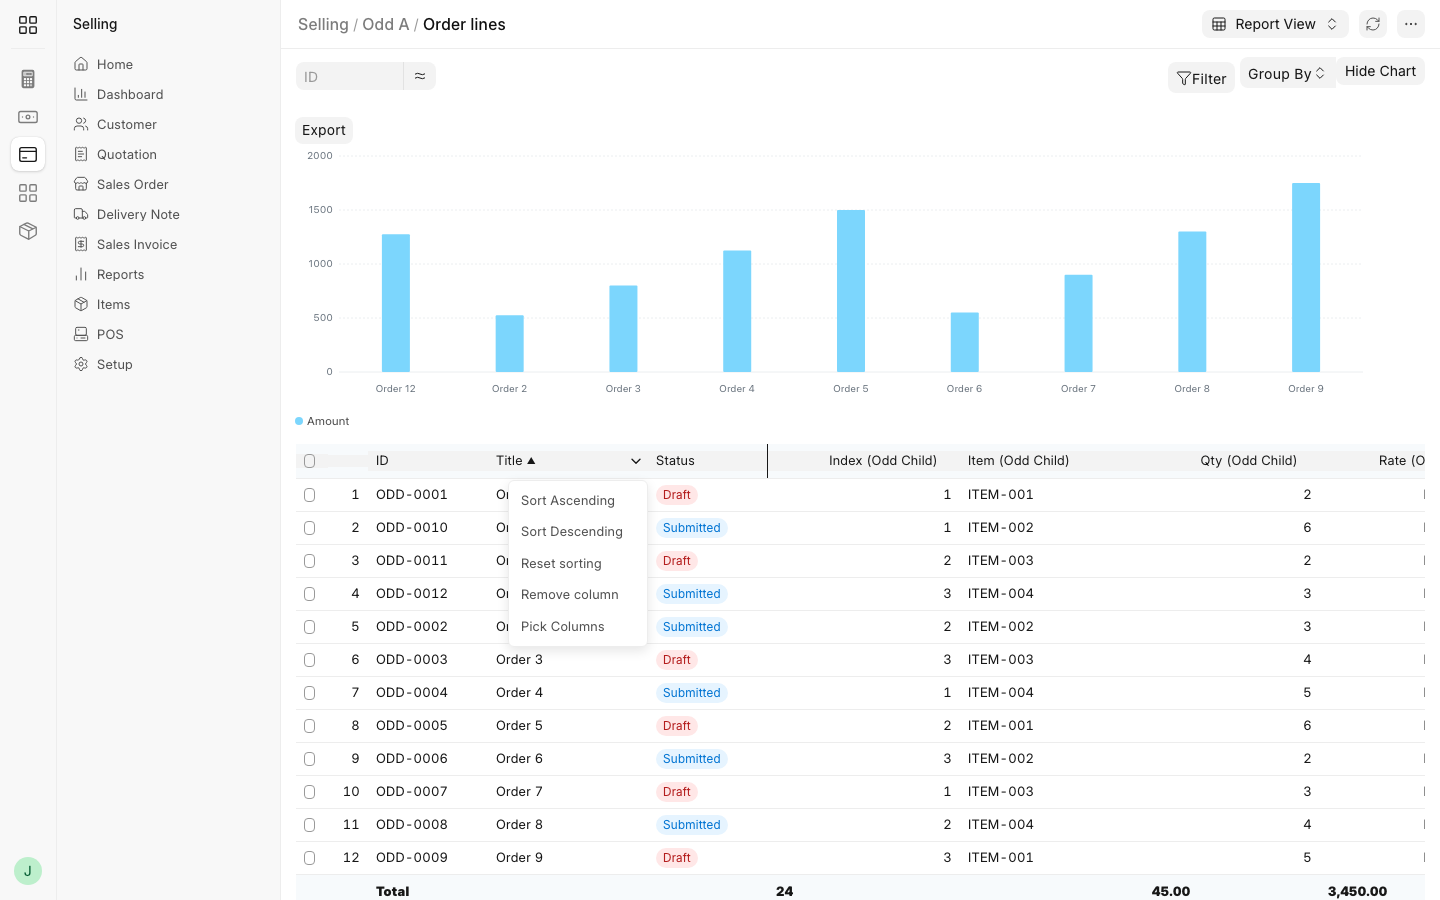 Selling
Home
Dashboard
Customer
Quotation
Sales Order
Delivery Note
Sales Invoice
Reports
Items
POS
Setup
J
Selling / Odd A / Order lines
Report View
ID ≈
Filter Group By Hide Chart
Export
2000
1500
1000
500
0
Order 12 Order 2 Order 3 Order 4 Order 5 Order 6 Order 7 Order 8 Order 9
Amount
ID Title Status Index (Odd Child) Item (Odd Child) Qty (Odd Child) Rate (O
1 ODD-0001 Draft 1 ITEM-001 2
2 ODD-0010 Submitted 1 ITEM-002 6
3 ODD-0011 Draft 2 ITEM-003 2
4 ODD-0012 Submitted 3 ITEM-004 3
5 ODD-0002 Submitted 2 ITEM-002 3
6 ODD-0003 Order 3 Draft 3 ITEM-003 4
7 ODD-0004 Order 4 Submitted 1 ITEM-004 5
8 ODD-0005 Order 5 Draft 2 ITEM-001 6
9 ODD-0006 Order 6 Submitted 3 ITEM-002 2
10 ODD-0007 Order 7 Draft 1 ITEM-003 3
11 ODD-0008 Order 8 Submitted 2 ITEM-004 4
12 ODD-0009 Order 9 Draft 3 ITEM-001 5
Total 24 45.00 3,450.00
Sort Ascending
Sort Descending
Reset sorting
Remove column
Pick Columns